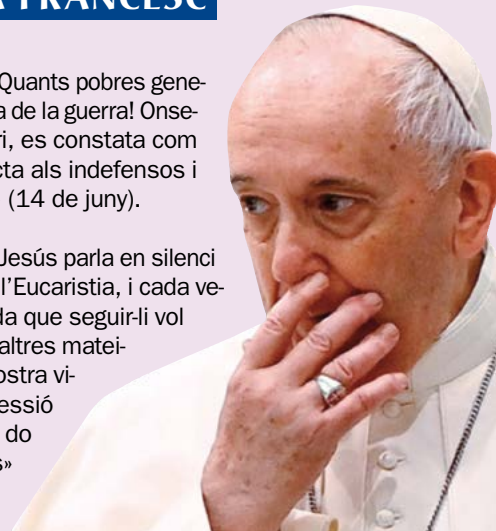 A FRANCESC
Quants pobres gene-
a de la guerra! Onse-
ri, es constata com
cta als indefensos i
(14 de juny).
Jesús parla en silenci
l’Eucaristia, i cada ve-
da que seguir-li vol
altres matei-
ostra vi-
essió
do
s»